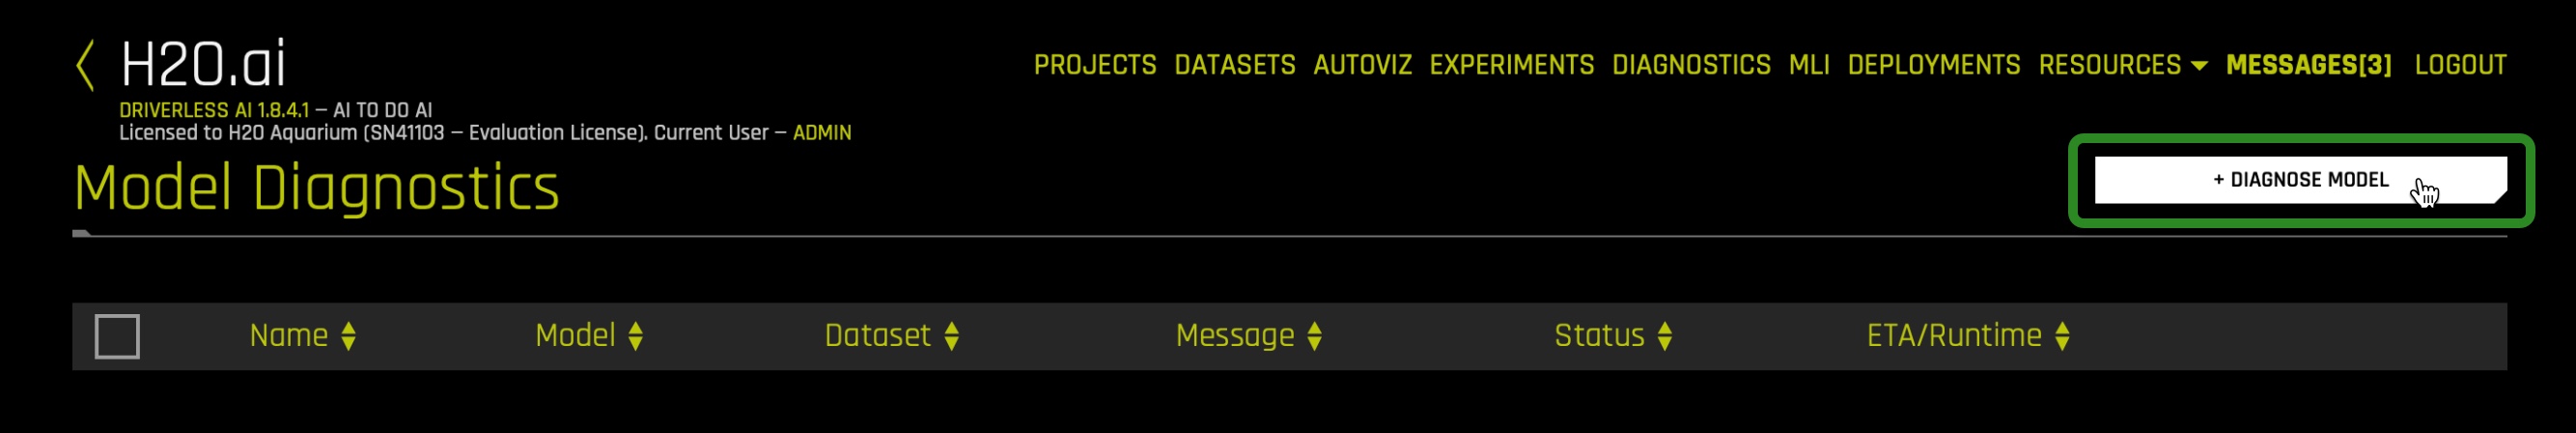 H2O.ai
PROJECTS DATASETS AUTOVIZ EXPERIMENTS DIAGNOSTICS MLI DEPLOYMENTS RESOURCES MESSAGES[3] LOGOUT
DRIVERLESS AI 1.8.4.1 – AI TO DO AI
Licensed to H2O Aquarium (SN41103 – Evaluation License). Current User – ADMIN
Model Diagnostics
+ DIAGNOSE MODEL
Name Model Dataset Message Status ETA/Runtime